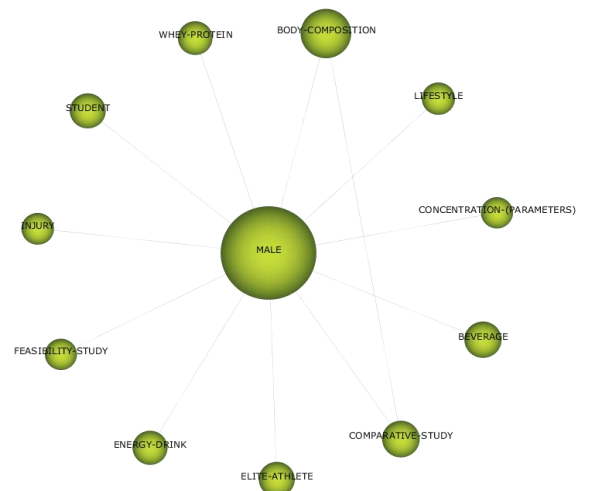 BODY-COMPOSITION
WHEY-PROTEIN
LIFESTYLE
STUDENT
CONCENTRATION-(PARAMETERS)
INJURY
MALE
BEVERAGE
FEASIBILITY-STUDY
COMPARATIVE-STUDY
ENERGY-DRINK
ELITE-ATHLETE